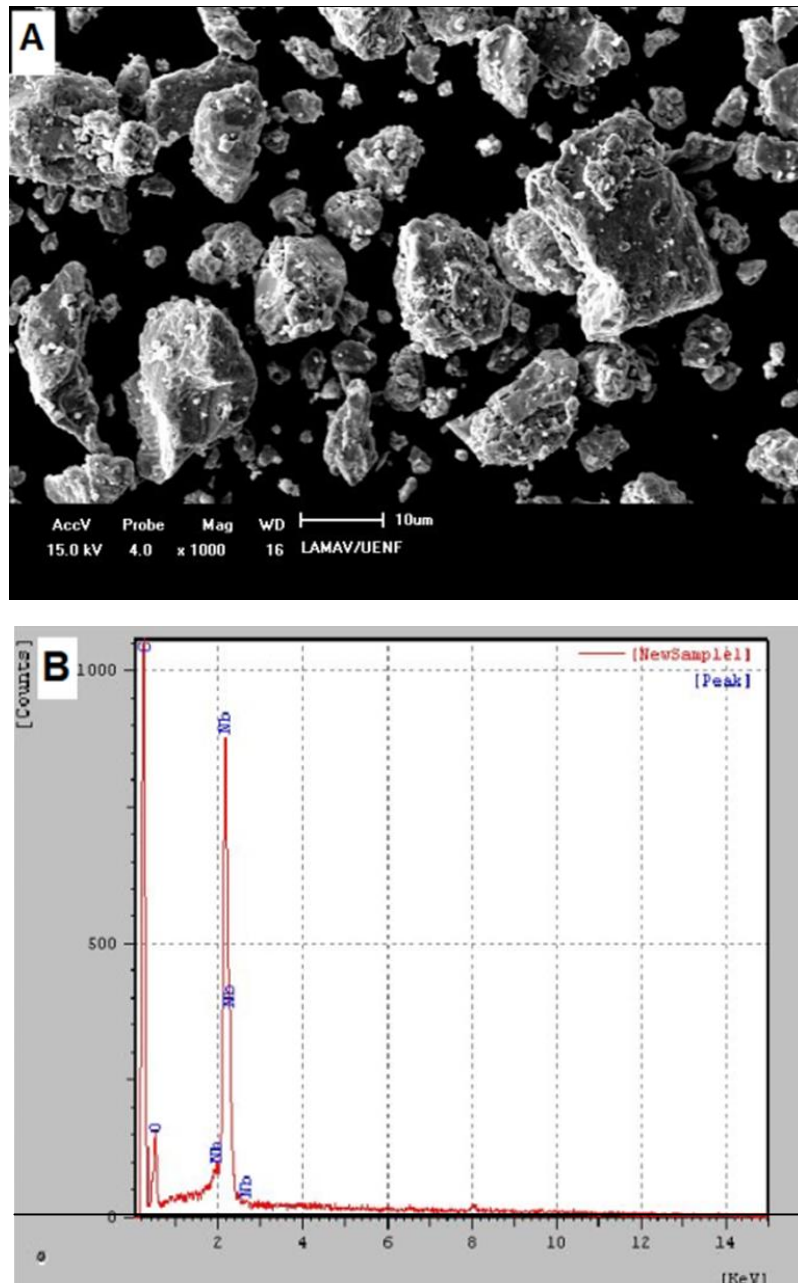 A
AccV Probe Mag WD 10um
15.0 kV 4.0 x 1000 16 LAMAV/UENF
B
[Counts]
[NewSample1]
[Peak]
1000
Nb
500
Nb
O
Nb
Nb
0
2 4 6 8 10 12 14
[KeV]